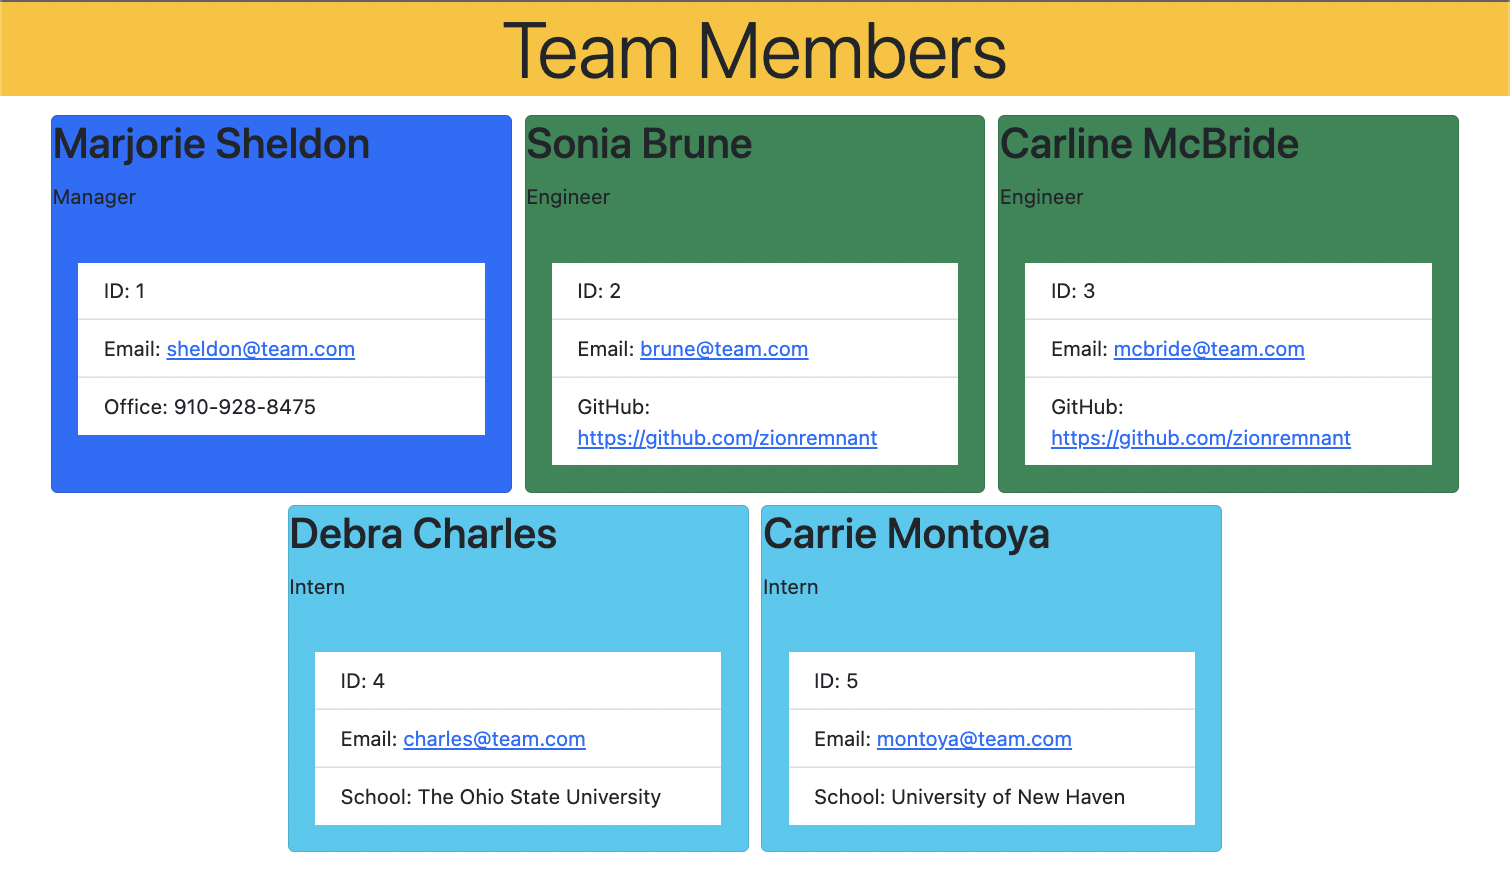 Team Members
Marjorie Sheldon
Manager
ID: 1
Email: sheldon@team.com
Office: 910-928-8475
Sonia Brune
Engineer
ID: 2
Email: brune@team.com
GitHub:
https://github.com/zionremnant
Carline McBride
Engineer
ID: 3
Email: mcbride@team.com
GitHub:
https://github.com/zionremnant
Debra Charles
Intern
ID: 4
Email: charles@team.com
School: The Ohio State University
Carrie Montoya
Intern
ID: 5
Email: montoya@team.com
School: University of New Haven